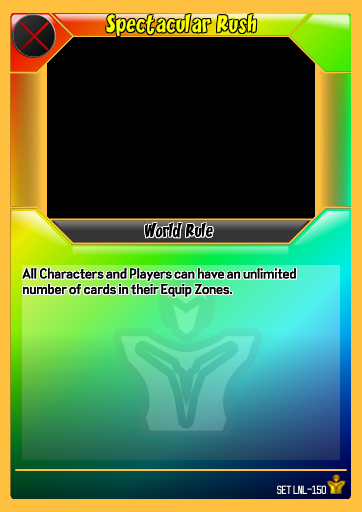 Spectacular Rush
World Rule
All Characters and Players can have an unlimited
number of cards in their Equip Zones.
SET LNL-150